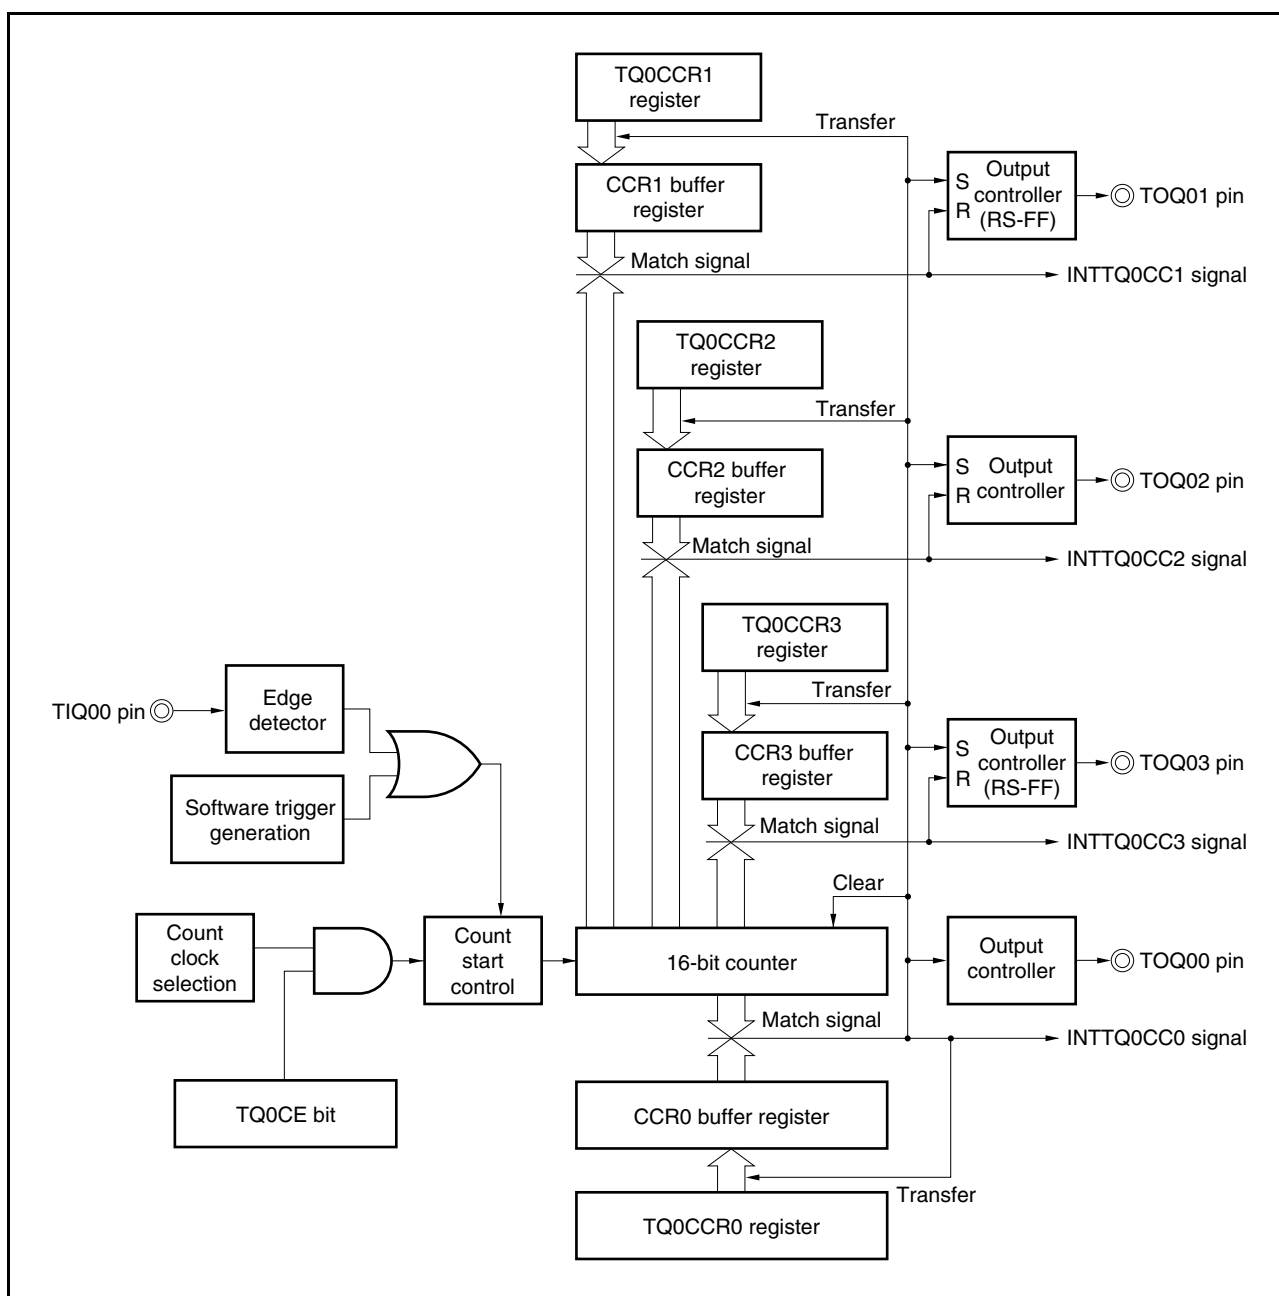 TQ0CCR1
register
Transfer
CCR1 buffer
register
S
R
Output
controller
(RS-FF)
TOQ01 pin
Match signal
INTTQ0CC1 signal
TQ0CCR2
register
Transfer
CCR2 buffer
register
S
R
Output
controller
TOQ02 pin
Match signal
INTTQ0CC2 signal
TQ0CCR3
register
Transfer
TIQ00 pin
Edge
detector
CCR3 buffer
register
S
R
Output
controller
(RS-FF)
TOQ03 pin
Software trigger
generation
Match signal
INTTQ0CC3 signal
Clear
Count
clock
selection
Count
start
control
16-bit counter
Output
controller
TOQ00 pin
Match signal
INTTQ0CC0 signal
TQ0CE bit
CCR0 buffer register
Transfer
TQ0CCR0 register